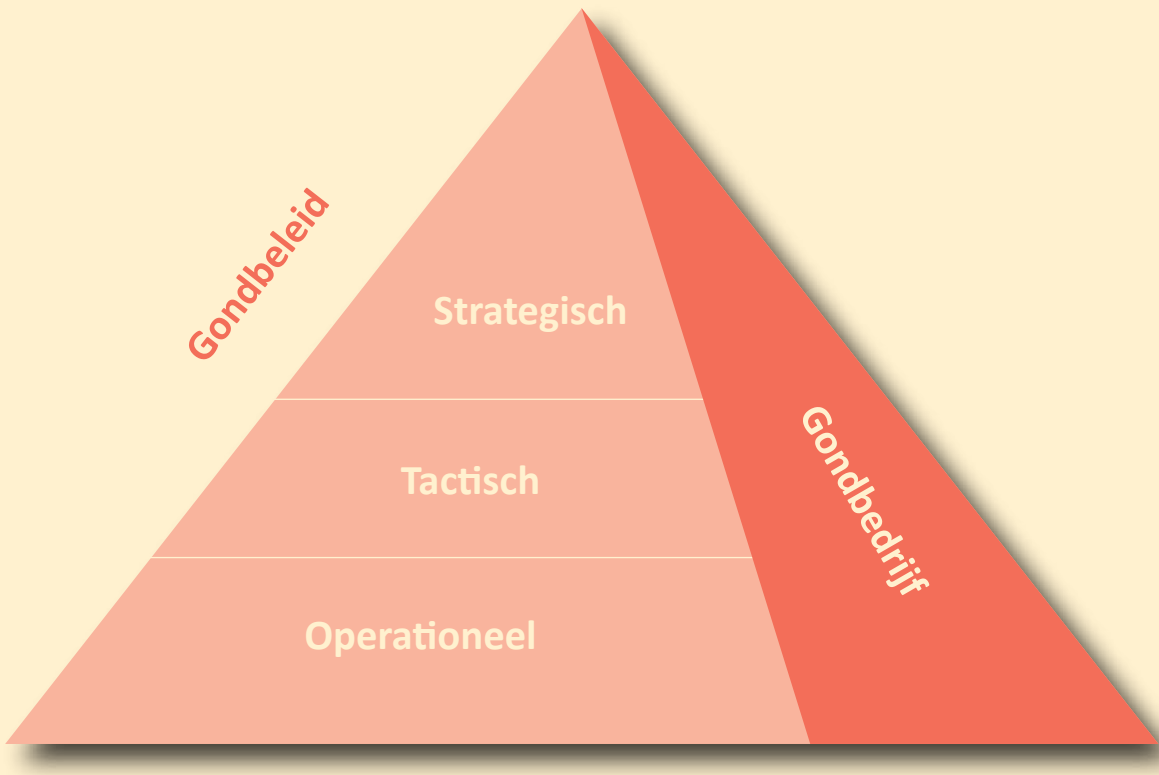 Gondbeleid
Strategisch
Tactisch
Gondbedrijf
Operationeel